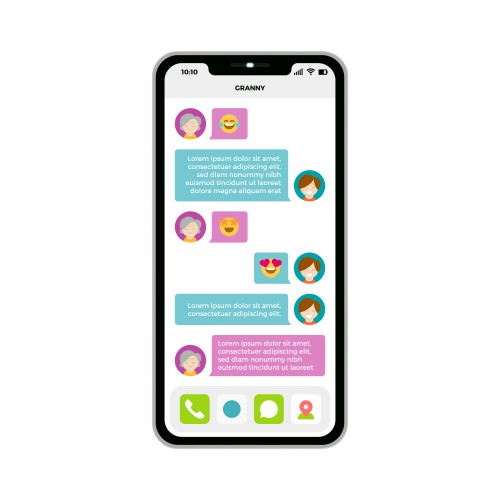 10:10
GRANNY
Lorem ipsum dolor sit amet,
consectetuer adipiscing elit,
sed diam nonummy nibh
euismod tincidunt ut laoreet
dolore magna aliquam erat
Lorem ipsum dolor sit amet,
consectetuer adipiscing elit,
Lorem ipsum dolor sit amet,
consectetuer adipiscing elit,
sed diam nonummy nibh
euismod tincidunt ut laoreet